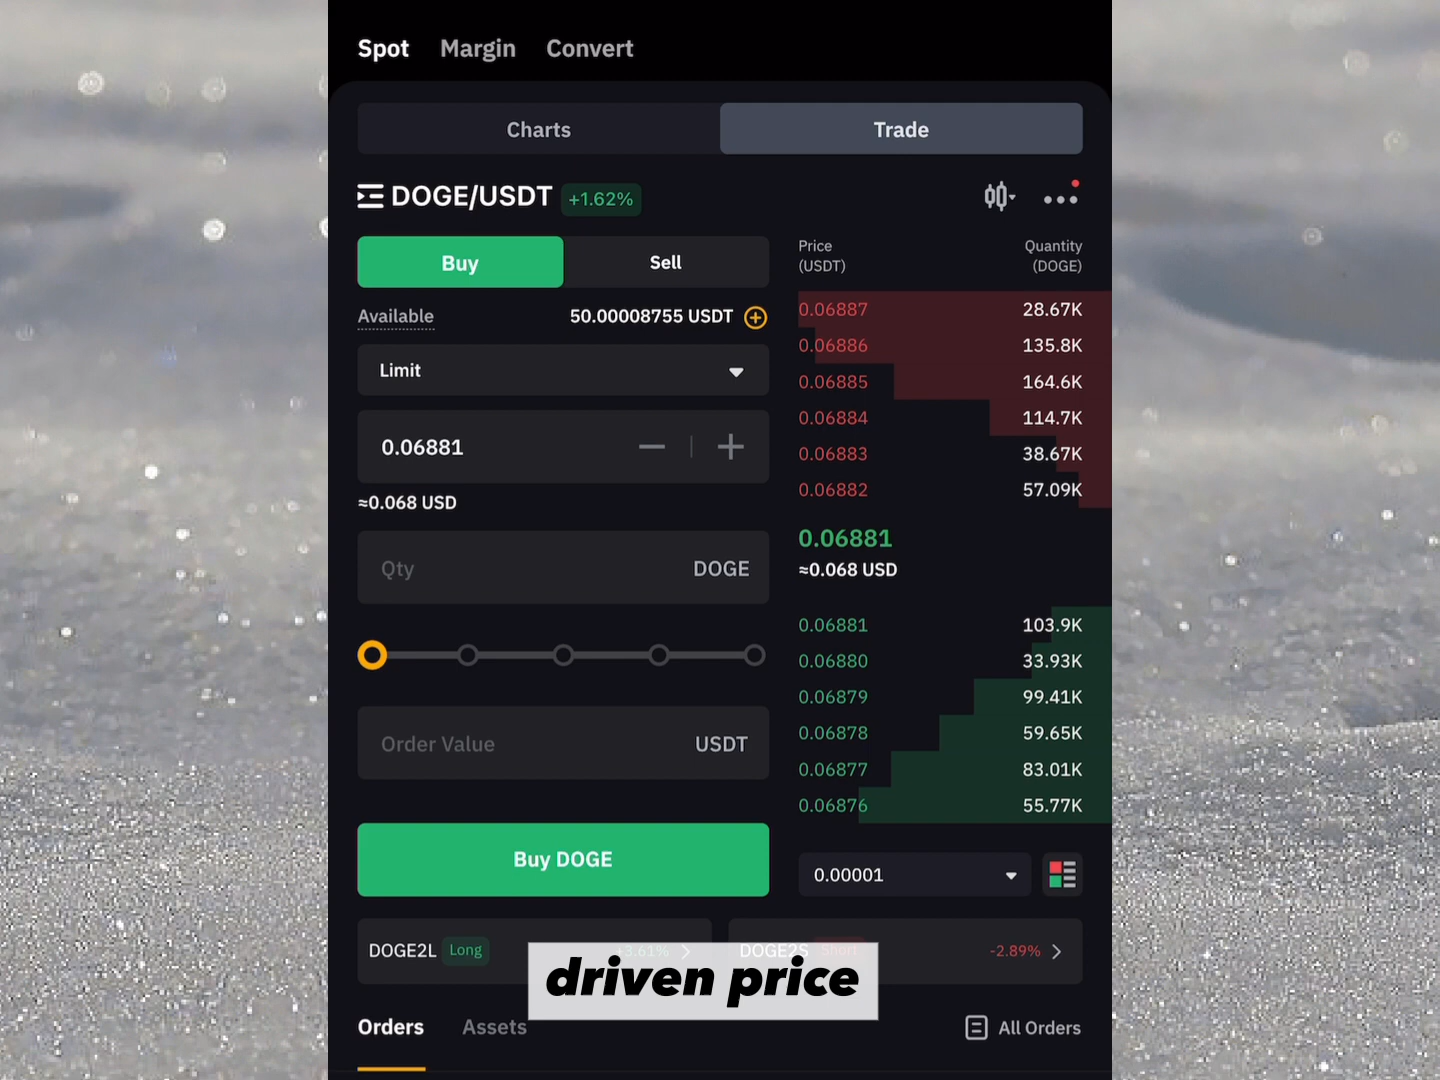 Spot Margin Convert
Charts Trade
DOGE/USDT +1.62%
Buy Sell
Available 50.00008755 USDT
Limit
0.06881
≈0.068 USD
Qty DOGE
Order Value USDT
Buy DOGE
Price Quantity
(USDT) (DOGE)
0.06887 28.67K
0.06886 135.8K
0.06885 164.6K
0.06884 114.7K
0.06883 38.67K
0.06882 57.09K
0.06881
≈0.068 USD
0.06881 103.9K
0.06880 33.93K
0.06879 99.41K
0.06878 59.65K
0.06877 83.01K
0.06876 55.77K
0.00001
DOGE2L Long +3.61% DOGE2S Short -2.89%
driven price
Orders Assets All Orders